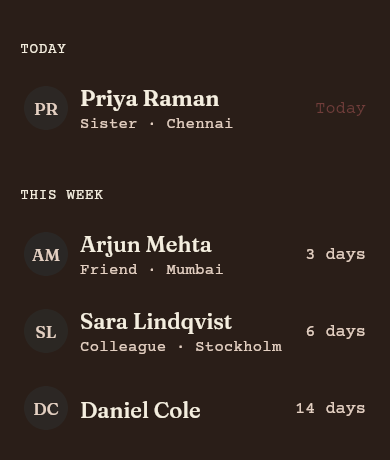 TODAY
PR
Priya Raman
Sister · Chennai
Today
THIS WEEK
AM
Arjun Mehta
Friend · Mumbai
3 days
SL
Sara Lindqvist
Colleague · Stockholm
6 days
DC
Daniel Cole
14 days